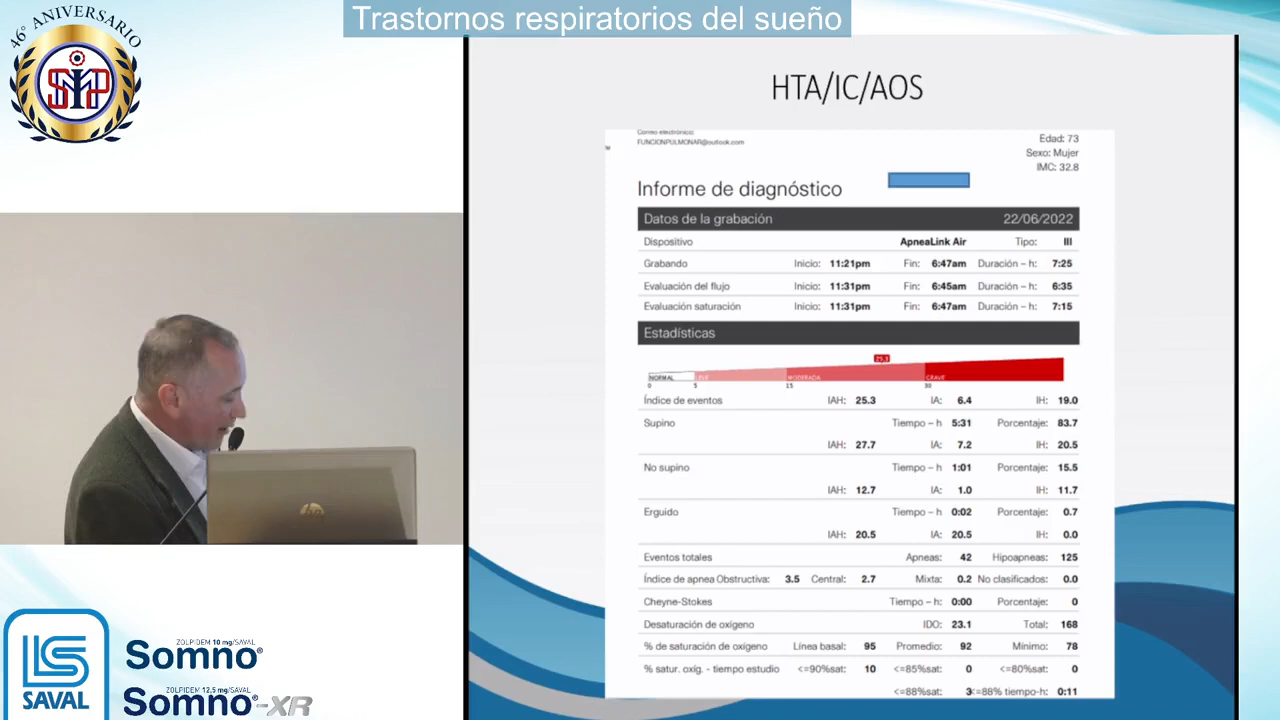 Trastornos respiratorios del sueño
46° ANIVERSARIO
SMP
HTA/IC/AOS
Correo electrónico:
FUNCIONPULMONAR@outlook.com
Edad: 73
Sexo: Mujer
IMC: 32.8
Informe de diagnóstico
Datos de la grabación 22/06/2022
Dispositivo ApneaLink Air Tipo: III
Grabando Inicio: 11:21pm Fin: 6:47am Duración – h: 7:25
Evaluación del flujo Inicio: 11:31pm Fin: 6:45am Duración – h: 6:35
Evaluación saturación Inicio: 11:31pm Fin: 6:47am Duración – h: 7:15
Estadísticas
25.3
NORMAL LEVE MODERADA GRAVE
0 5 15 30
Índice de eventos IAH: 25.3 IA: 6.4 IH: 19.0
Supino Tiempo – h 5:31 Porcentaje: 83.7
IAH: 27.7 IA: 7.2 IH: 20.5
No supino Tiempo – h 1:01 Porcentaje: 15.5
IAH: 12.7 IA: 1.0 IH: 11.7
Erguido Tiempo – h 0:02 Porcentaje: 0.7
IAH: 20.5 IA: 20.5 IH: 0.0
Eventos totales Apneas: 42 Hipoapneas: 125
Índice de apnea Obstructiva: 3.5 Central: 2.7 Mixta: 0.2 No clasificados: 0.0
Cheyne-Stokes Tiempo – h: 0:00 Porcentaje: 0
Desaturación de oxígeno IDO: 23.1 Total: 168
% de saturación de oxígeno Línea basal: 95 Promedio: 92 Mínimo: 78
% satur. oxíg. - tiempo estudio <=90%sat: 10 <=85%sat: 0 <=80%sat: 0
<=88%sat: 3 <=88% tiempo-h: 0:11
hp
LS
SAVAL
ZOLPIDEM 10 mg/SAVAL
Somno®
ZOLPIDEM 12,5 mg/SAVAL
Somno®-XR